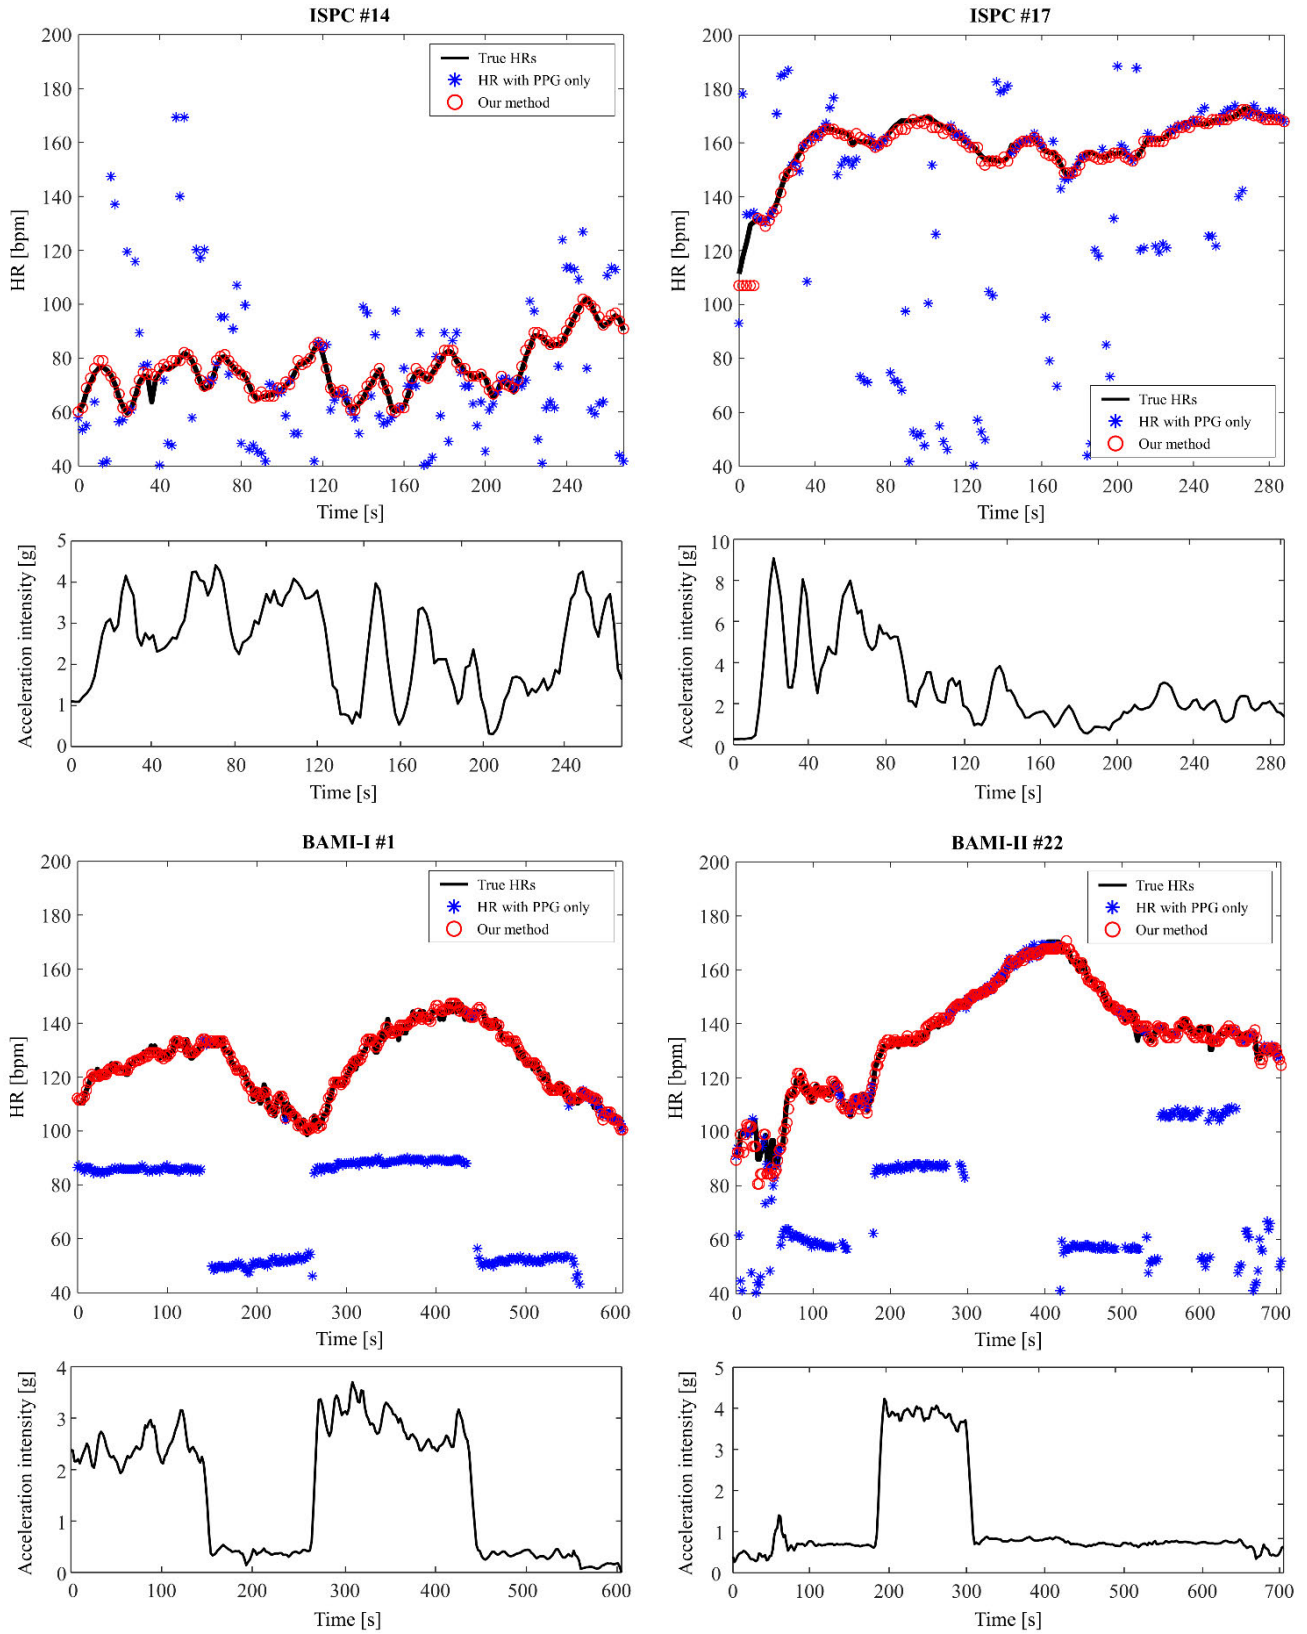 ISPC #14
200
180
160
140
120
100
80
60
40
HR [bpm]
True HRs
HR with PPG only
Our method
0 40 80 120 160 200 240
Time [s]
5
4
3
2
1
0
Acceleration intensity [g]
0 40 80 120 160 200 240
Time [s]
ISPC #17
200
180
160
140
120
100
80
60
40
HR [bpm]
True HRs
HR with PPG only
Our method
0 40 80 120 160 200 240 288
Time [s]
10
8
6
4
2
0
Acceleration intensity [g]
0 40 80 120 160 200 240 280
Time [s]
BAMI-I #1
200
180
160
140
120
100
80
60
40
HR [bpm]
True HRs
HR with PPG only
Our method
0 100 200 300 400 500 600
Time [s]
4
3
2
1
0
Acceleration intensity [g]
0 100 200 300 400 500 600
Time [s]
BAMI-II #22
200
180
160
140
120
100
80
60
40
HR [bpm]
True HRs
HR with PPG only
Our method
0 100 200 300 400 500 600 700
Time [s]
5
4
3
2
1
0
Acceleration intensity [g]
0 100 200 300 400 500 600 700
Time [s]